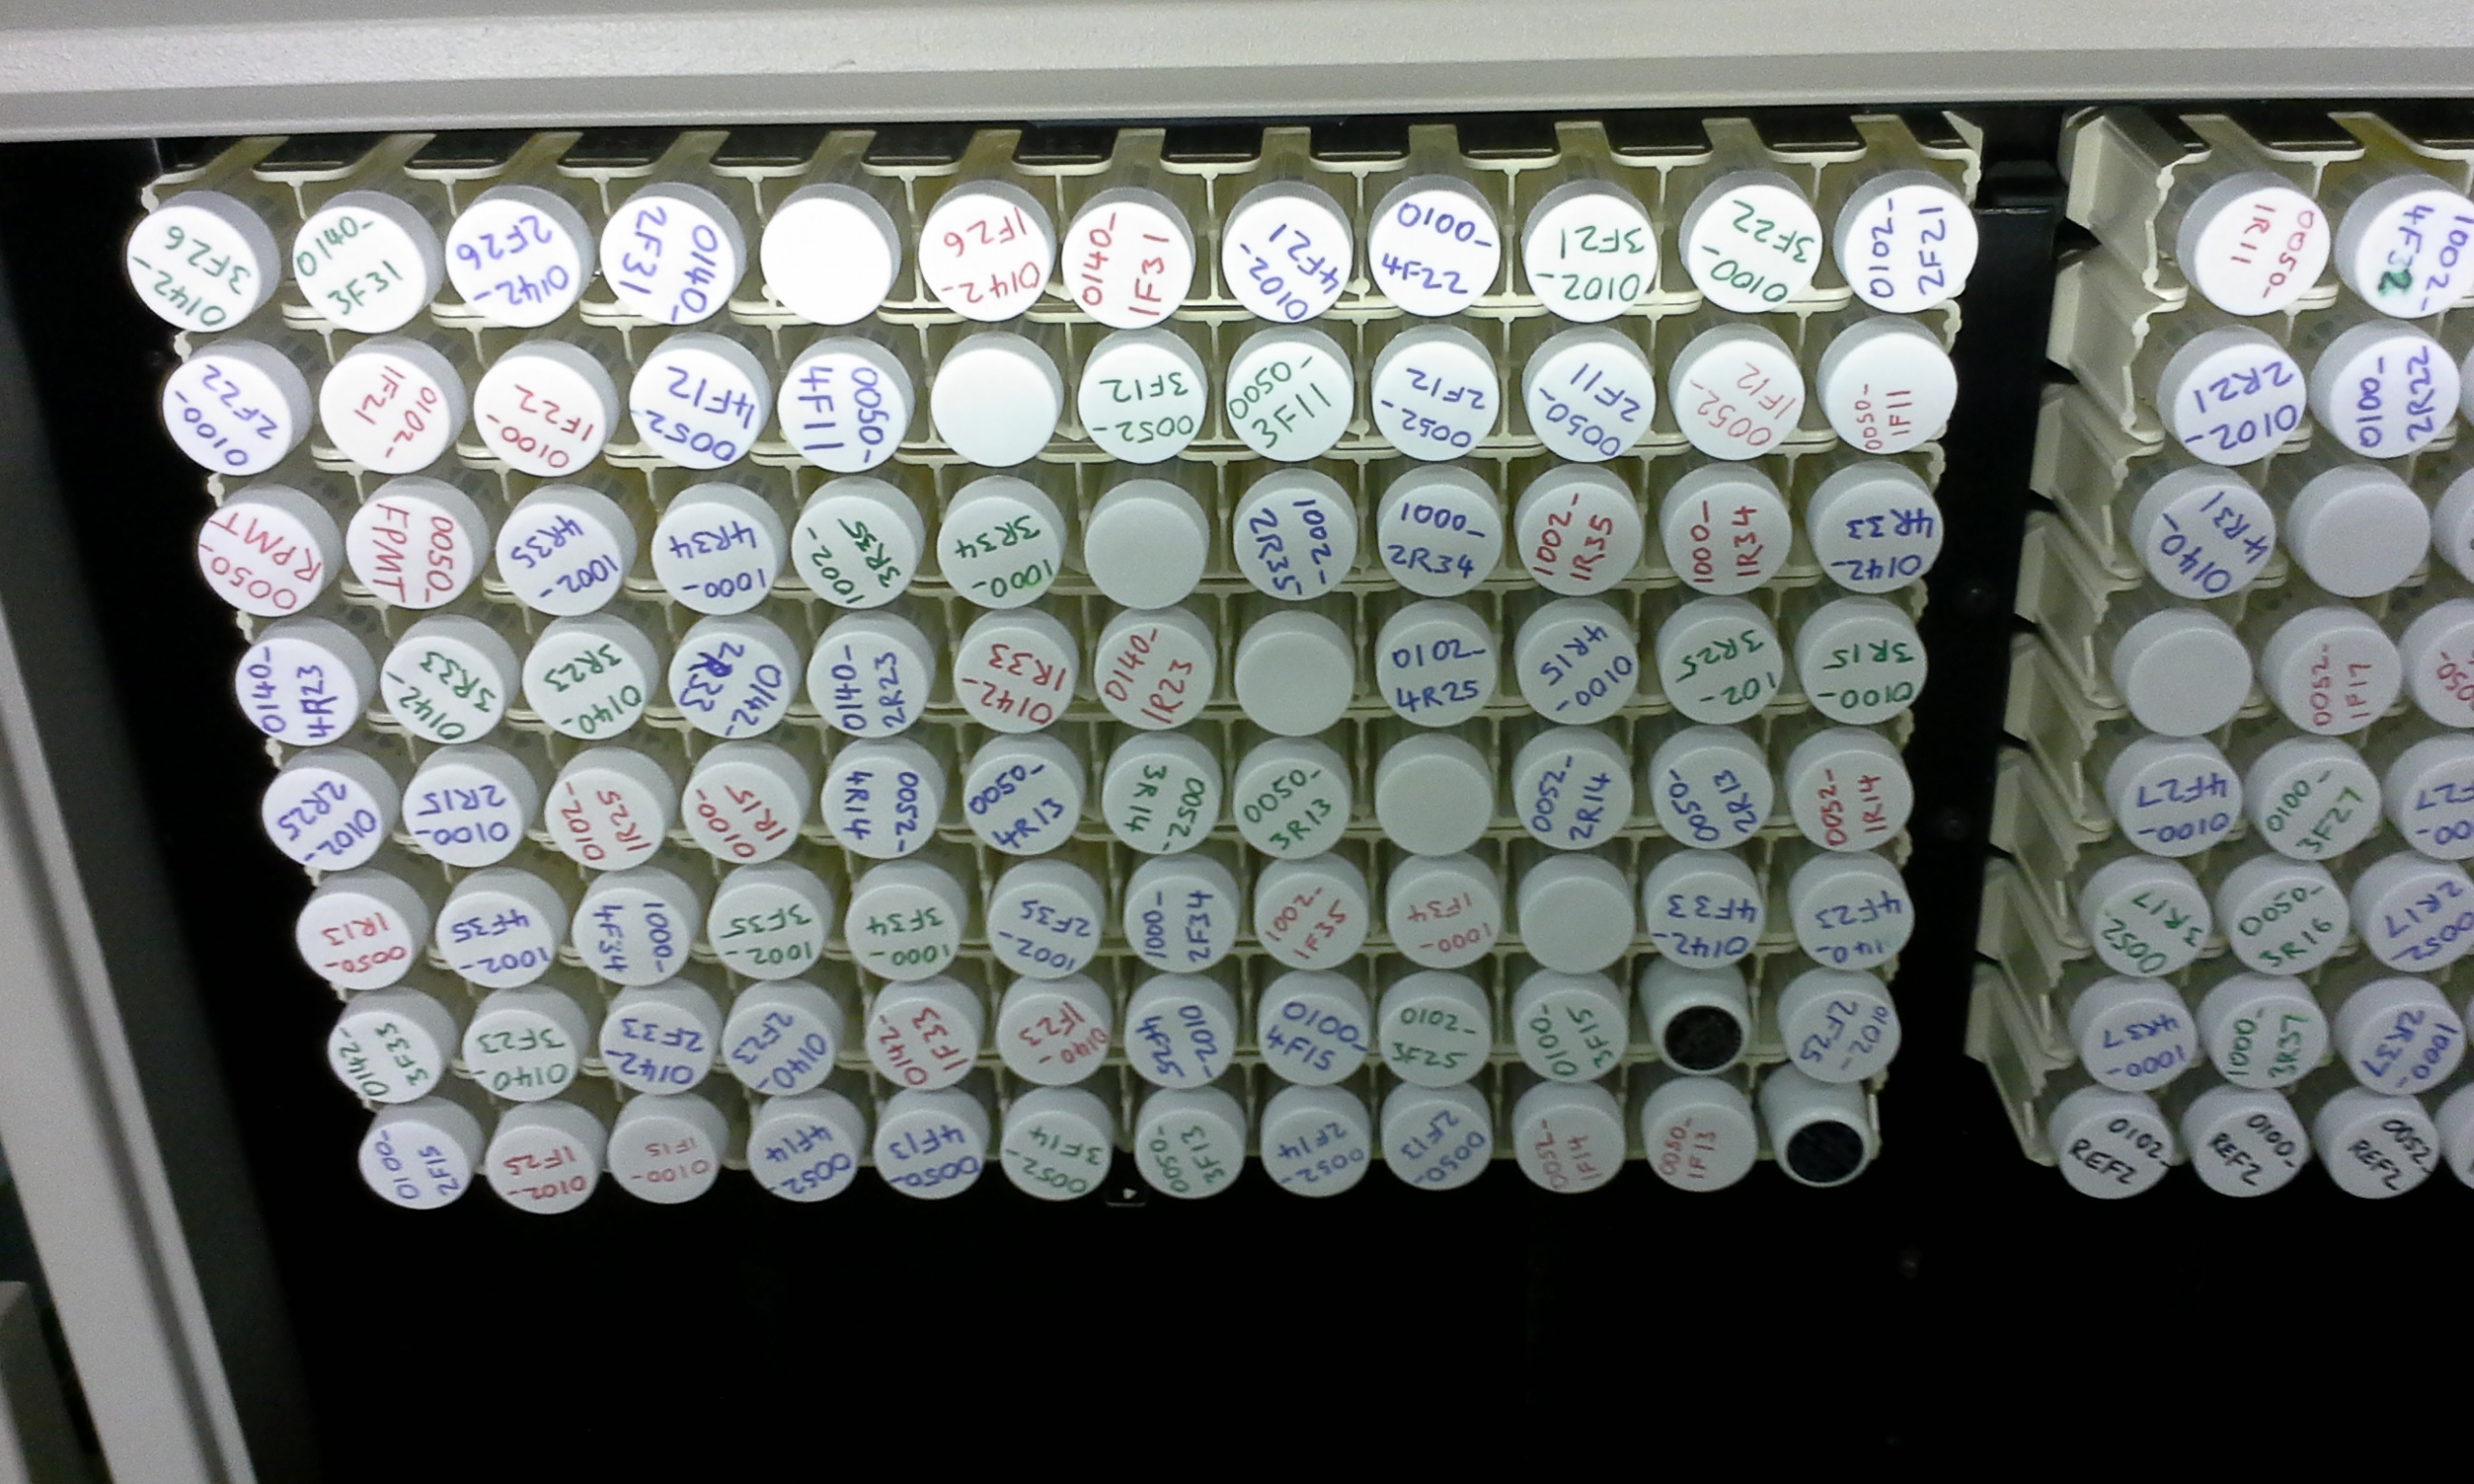 0052-
REF2
0100-
REF2
0102-
REF2
1000-
2R37
1000-
3R37
1000-
4R37
0052
2R17
0050-
3R16
0052
3R17
F27
0100-
3F27
0100-
4F27
0052-
1F17
0140-
4R31
0100-
2R22
0102-
2R21
1002-
4F32
0050-
1R11
0050-
1F13
0052-
1F14
0050-
2F13
0052-
2F14
0050-
3F13
0052-
3F14
0050-
4F13
0052-
4F14
0100-
1F15
0102-
1F25
0100-
2F15
0102-
2F25
0100-
3F15
0102-
3F25
0100-
4F15
0102-
4F25
0140-
1F23
0142-
1F33
0140-
2F23
0142-
2F33
0140-
3F23
0142-
3F33
140-
4F23
0142-
4F33
1000-
1F34
1002-
1F35
1000-
2F34
1002-
2F35
1000-
3F34
1002-
3F35
1000-
4F34
1002-
4F35
0050-
1R13
0052-
1R14
0050-
2R13
0052-
2R14
0050-
3R13
0052-
3R14
0050-
4R13
0052-
4R14
0100-
1R15
0102-
1R25
0100-
2R15
0102-
2R25
0100-
3R15
102-
3R25
0100-
4R15
0102-
4R25
0140-
1R23
0142-
1R33
0140-
2R23
0142-
2R33
0140-
3R23
0142-
3R33
0140-
4R23
0142-
4R33
1000-
1R34
1002-
1R35
1000-
2R34
1002-
2R35
1000-
3R34
1002-
3R35
1000-
4R34
1002-
4R35
0050-
FPMT
0050-
RPMT
0050-
1F11
0052-
1F12
0050-
2F11
0052-
2F12
0050-
3F11
0052-
3F12
0050-
4F11
0052-
4F12
0100-
1F22
0102-
1F21
0100-
2F22
0102-
2F21
0100-
3F22
0102-
3F21
0100-
4F22
0102-
4F21
0140-
1F31
0142-
1F26
0140-
2F31
0142-
2F26
0140-
3F31
0142-
3F26